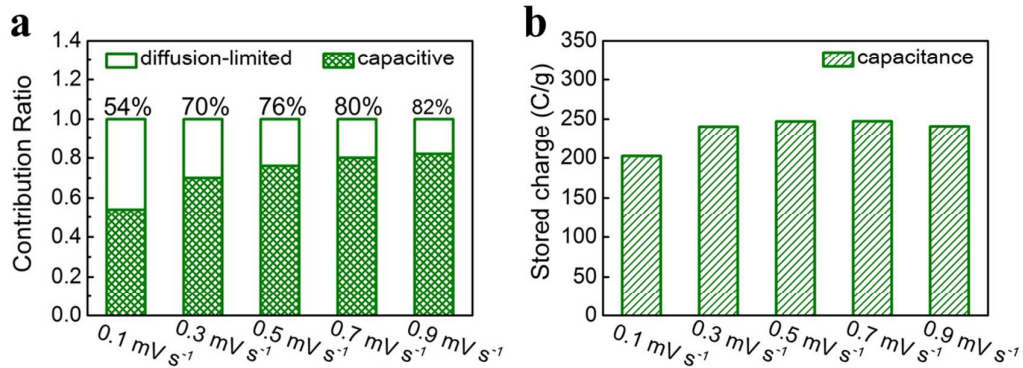 a
1.4
1.2
1.0
0.8
0.6
0.4
0.2
0.0
Contribution Ratio
diffusion-limited
capacitive
54%
70%
76%
80%
82%
0.1 mV s⁻¹
0.3 mV s⁻¹
0.5 mV s⁻¹
0.7 mV s⁻¹
0.9 mV s⁻¹
b
350
300
250
200
150
100
50
0
Stored charge (C/g)
capacitance
0.1 mV s⁻¹
0.3 mV s⁻¹
0.5 mV s⁻¹
0.7 mV s⁻¹
0.9 mV s⁻¹